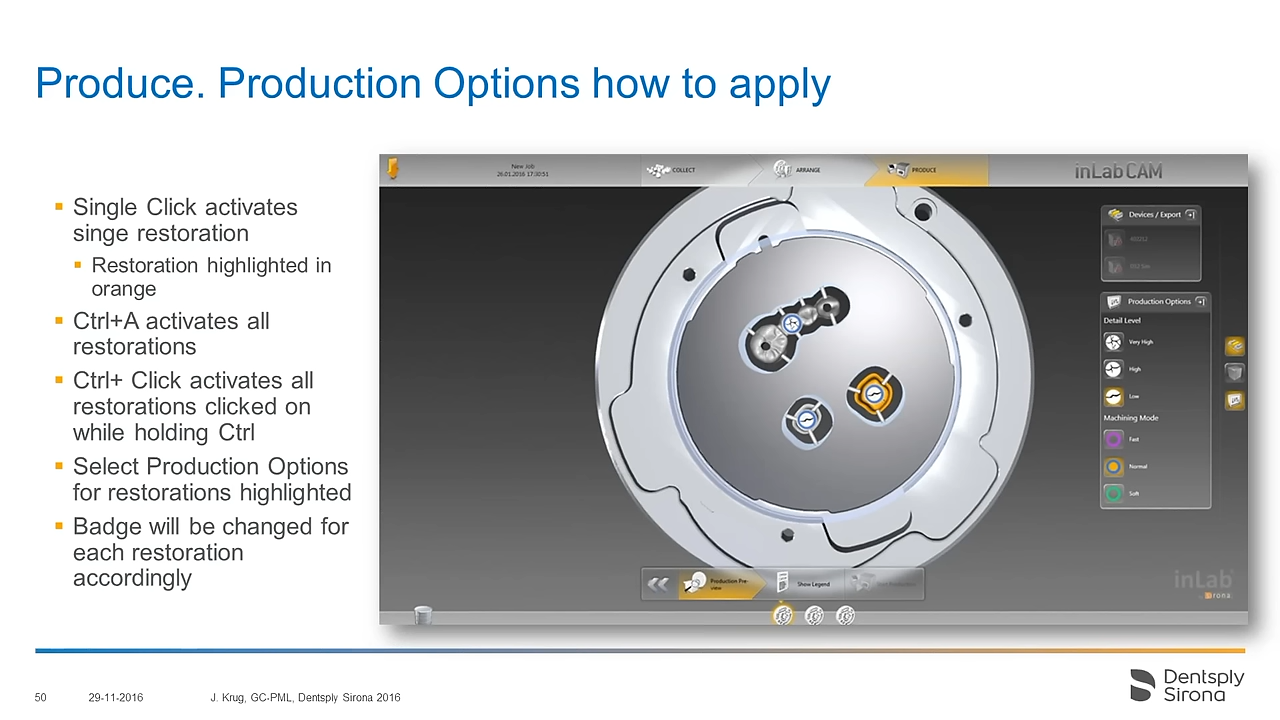 Produce. Production Options how to apply
Single Click activates
singe restoration
Restoration highlighted in
orange
Ctrl+A activates all
restorations
Ctrl+ Click activates all
restorations clicked on
while holding Ctrl
Select Production Options
for restorations highlighted
Badge will be changed for
each restoration
accordingly
New Job
26.01.2016 17:30:51
COLLECT
ARRANGE
PRODUCE
inLab CAM
Devices / Export
Production Options
Detail Level
Very High
High
Low
Machining Mode
Fast
Normal
Soft
Production Pre-
view
Show Legend
inLab
by sirona
50
29-11-2016
J. Krug, GC-PML, Dentsply Sirona 2016
Dentsply
Sirona